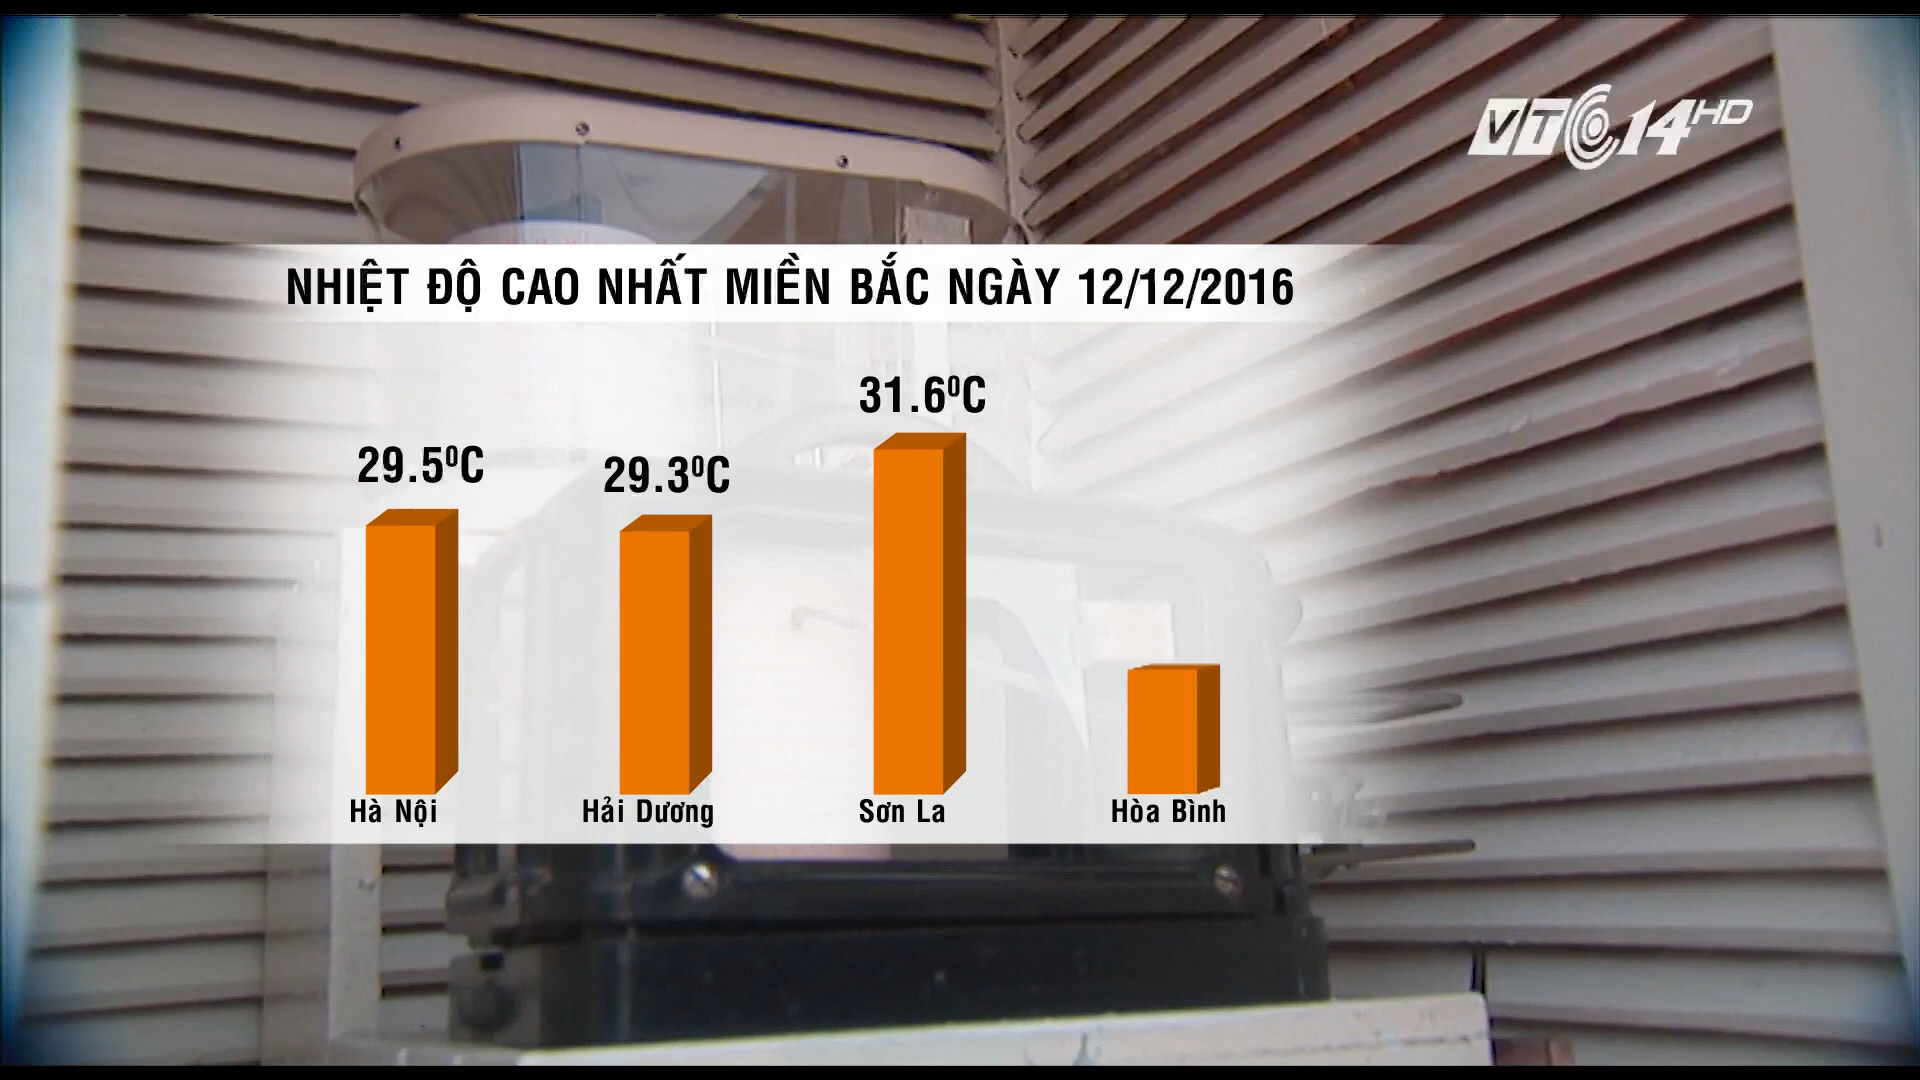 VTC14HD
NHIỆT ĐỘ CAO NHẤT MIỀN BẮC NGÀY 12/12/2016
31.6⁰C
29.5⁰C
29.3⁰C
Hà Nội
Hải Dương
Sơn La
Hòa Bình